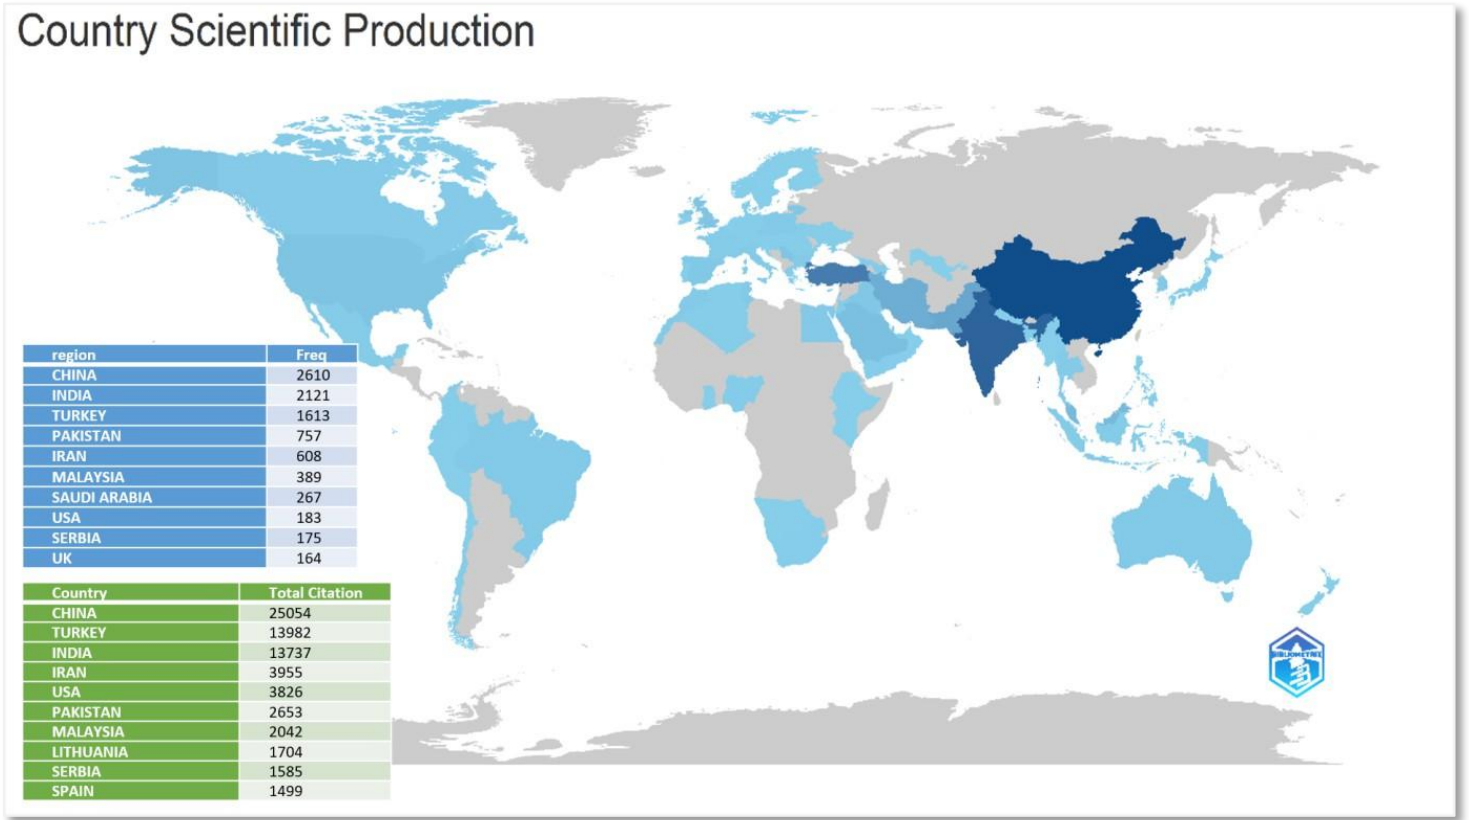 Country Scientific Production
region Freq
CHINA 2610
INDIA 2121
TURKEY 1613
PAKISTAN 757
IRAN 608
MALAYSIA 389
SAUDI ARABIA 267
USA 183
SERBIA 175
UK 164
Country Total Citation
CHINA 25054
TURKEY 13982
INDIA 13737
IRAN 3955
USA 3826
PAKISTAN 2653
MALAYSIA 2042
LITHUANIA 1704
SERBIA 1585
SPAIN 1499
BIBLIOMETRIX